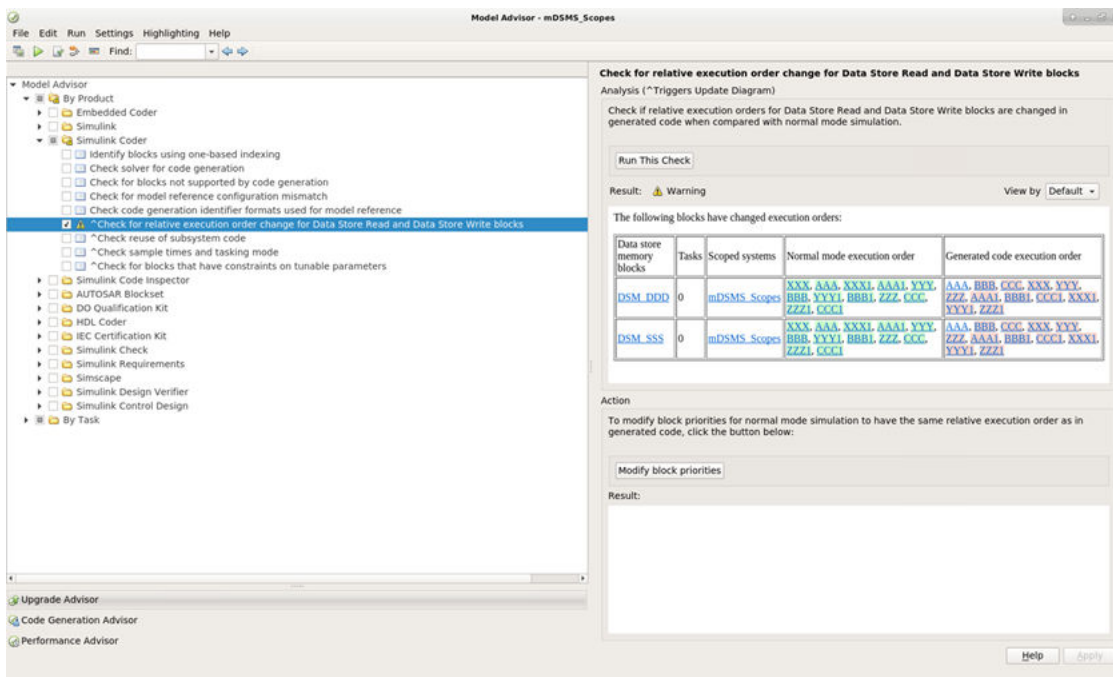 Model Advisor - mDSMS_Scopes
File Edit Run Settings Highlighting Help
Find:
Model Advisor
By Product
Embedded Coder
Simulink
Simulink Coder
Identify blocks using one-based indexing
Check solver for code generation
Check for blocks not supported by code generation
Check for model reference configuration mismatch
Check code generation identifier formats used for model reference
^Check for relative execution order change for Data Store Read and Data Store Write blocks
^Check reuse of subsystem code
^Check sample times and tasking mode
^Check for blocks that have constraints on tunable parameters
Simulink Code Inspector
AUTOSAR Blockset
DO Qualification Kit
HDL Coder
IEC Certification Kit
Simulink Check
Simulink Requirements
Simscape
Simulink Design Verifier
Simulink Control Design
By Task
Upgrade Advisor
Code Generation Advisor
Performance Advisor
Check for relative execution order change for Data Store Read and Data Store Write blocks
Analysis (^Triggers Update Diagram)
Check if relative execution orders for Data Store Read and Data Store Write blocks are changed in
generated code when compared with normal mode simulation.
Run This Check
Result: Warning View by Default
The following blocks have changed execution orders:
Data store
memory
blocks
Tasks
Scoped systems
Normal mode execution order
Generated code execution order
DSM_DDD
0
mDSMS_Scopes
XXX, AAA, XXX1, AAA1, YYY,
BBB, YYY1, BBB1, ZZZ, CCC,
ZZZ1, CCC1
AAA, BBB, CCC, XXX, YYY,
ZZZ, AAA1, BBB1, CCC1, XXX1,
YYY1, ZZZ1
DSM_SSS
0
mDSMS_Scopes
XXX, AAA, XXX1, AAA1, YYY,
BBB, YYY1, BBB1, ZZZ, CCC,
ZZZ1, CCC1
AAA, BBB, CCC, XXX, YYY,
ZZZ, AAA1, BBB1, CCC1, XXX1,
YYY1, ZZZ1
Action
To modify block priorities for normal mode simulation to have the same relative execution order as in
generated code, click the button below:
Modify block priorities
Result:
Help Apply